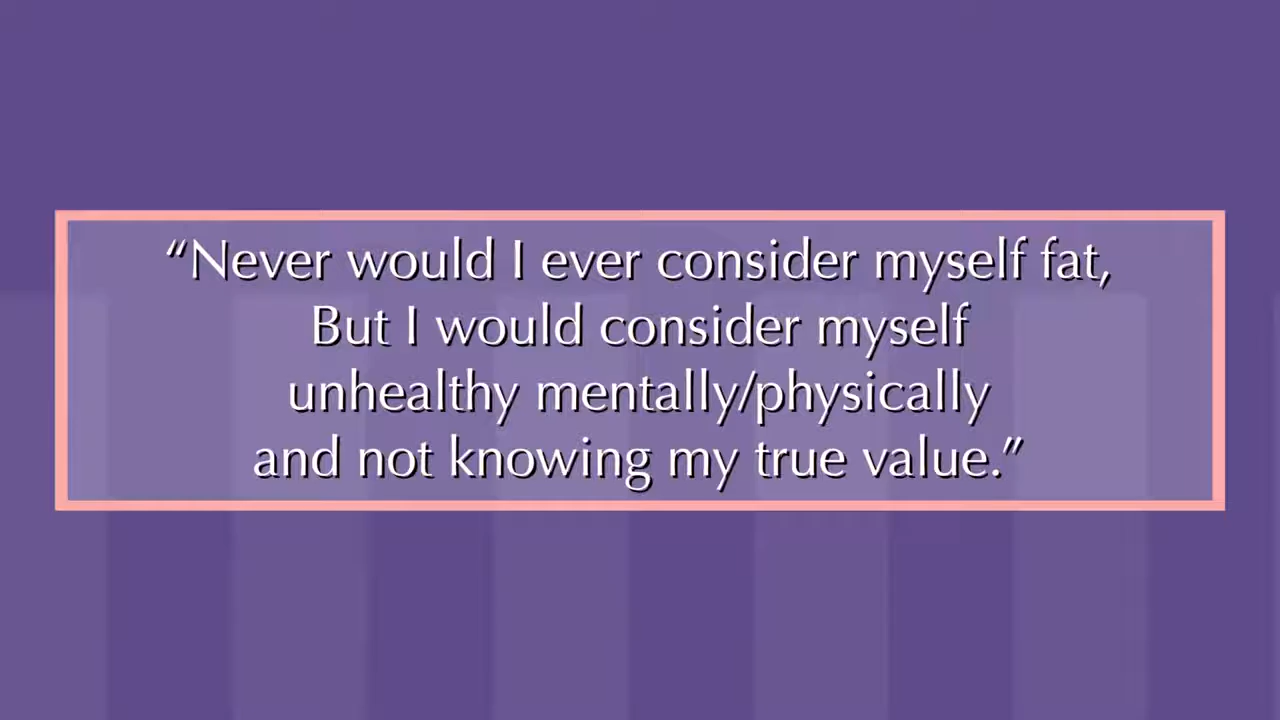 “Never would I ever consider myself fat,
But I would consider myself
unhealthy mentally/physically
and not knowing my true value.”